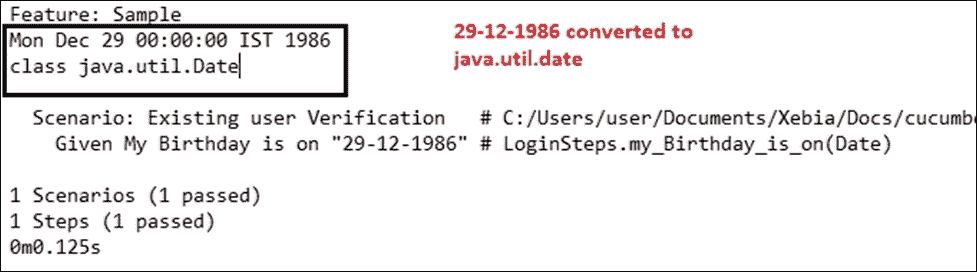 Feature: Sample
Mon Dec 29 00:00:00 IST 1986
class java.util.Date
29-12-1986 converted to
java.util.date
Scenario: Existing user Verification # C:/Users/user/Documents/Xebia/Docs/cucumb
Given My Birthday is on "29-12-1986" # LoginSteps.my_Birthday_is_on(Date)
1 Scenarios (1 passed)
1 Steps (1 passed)
0m0.125s